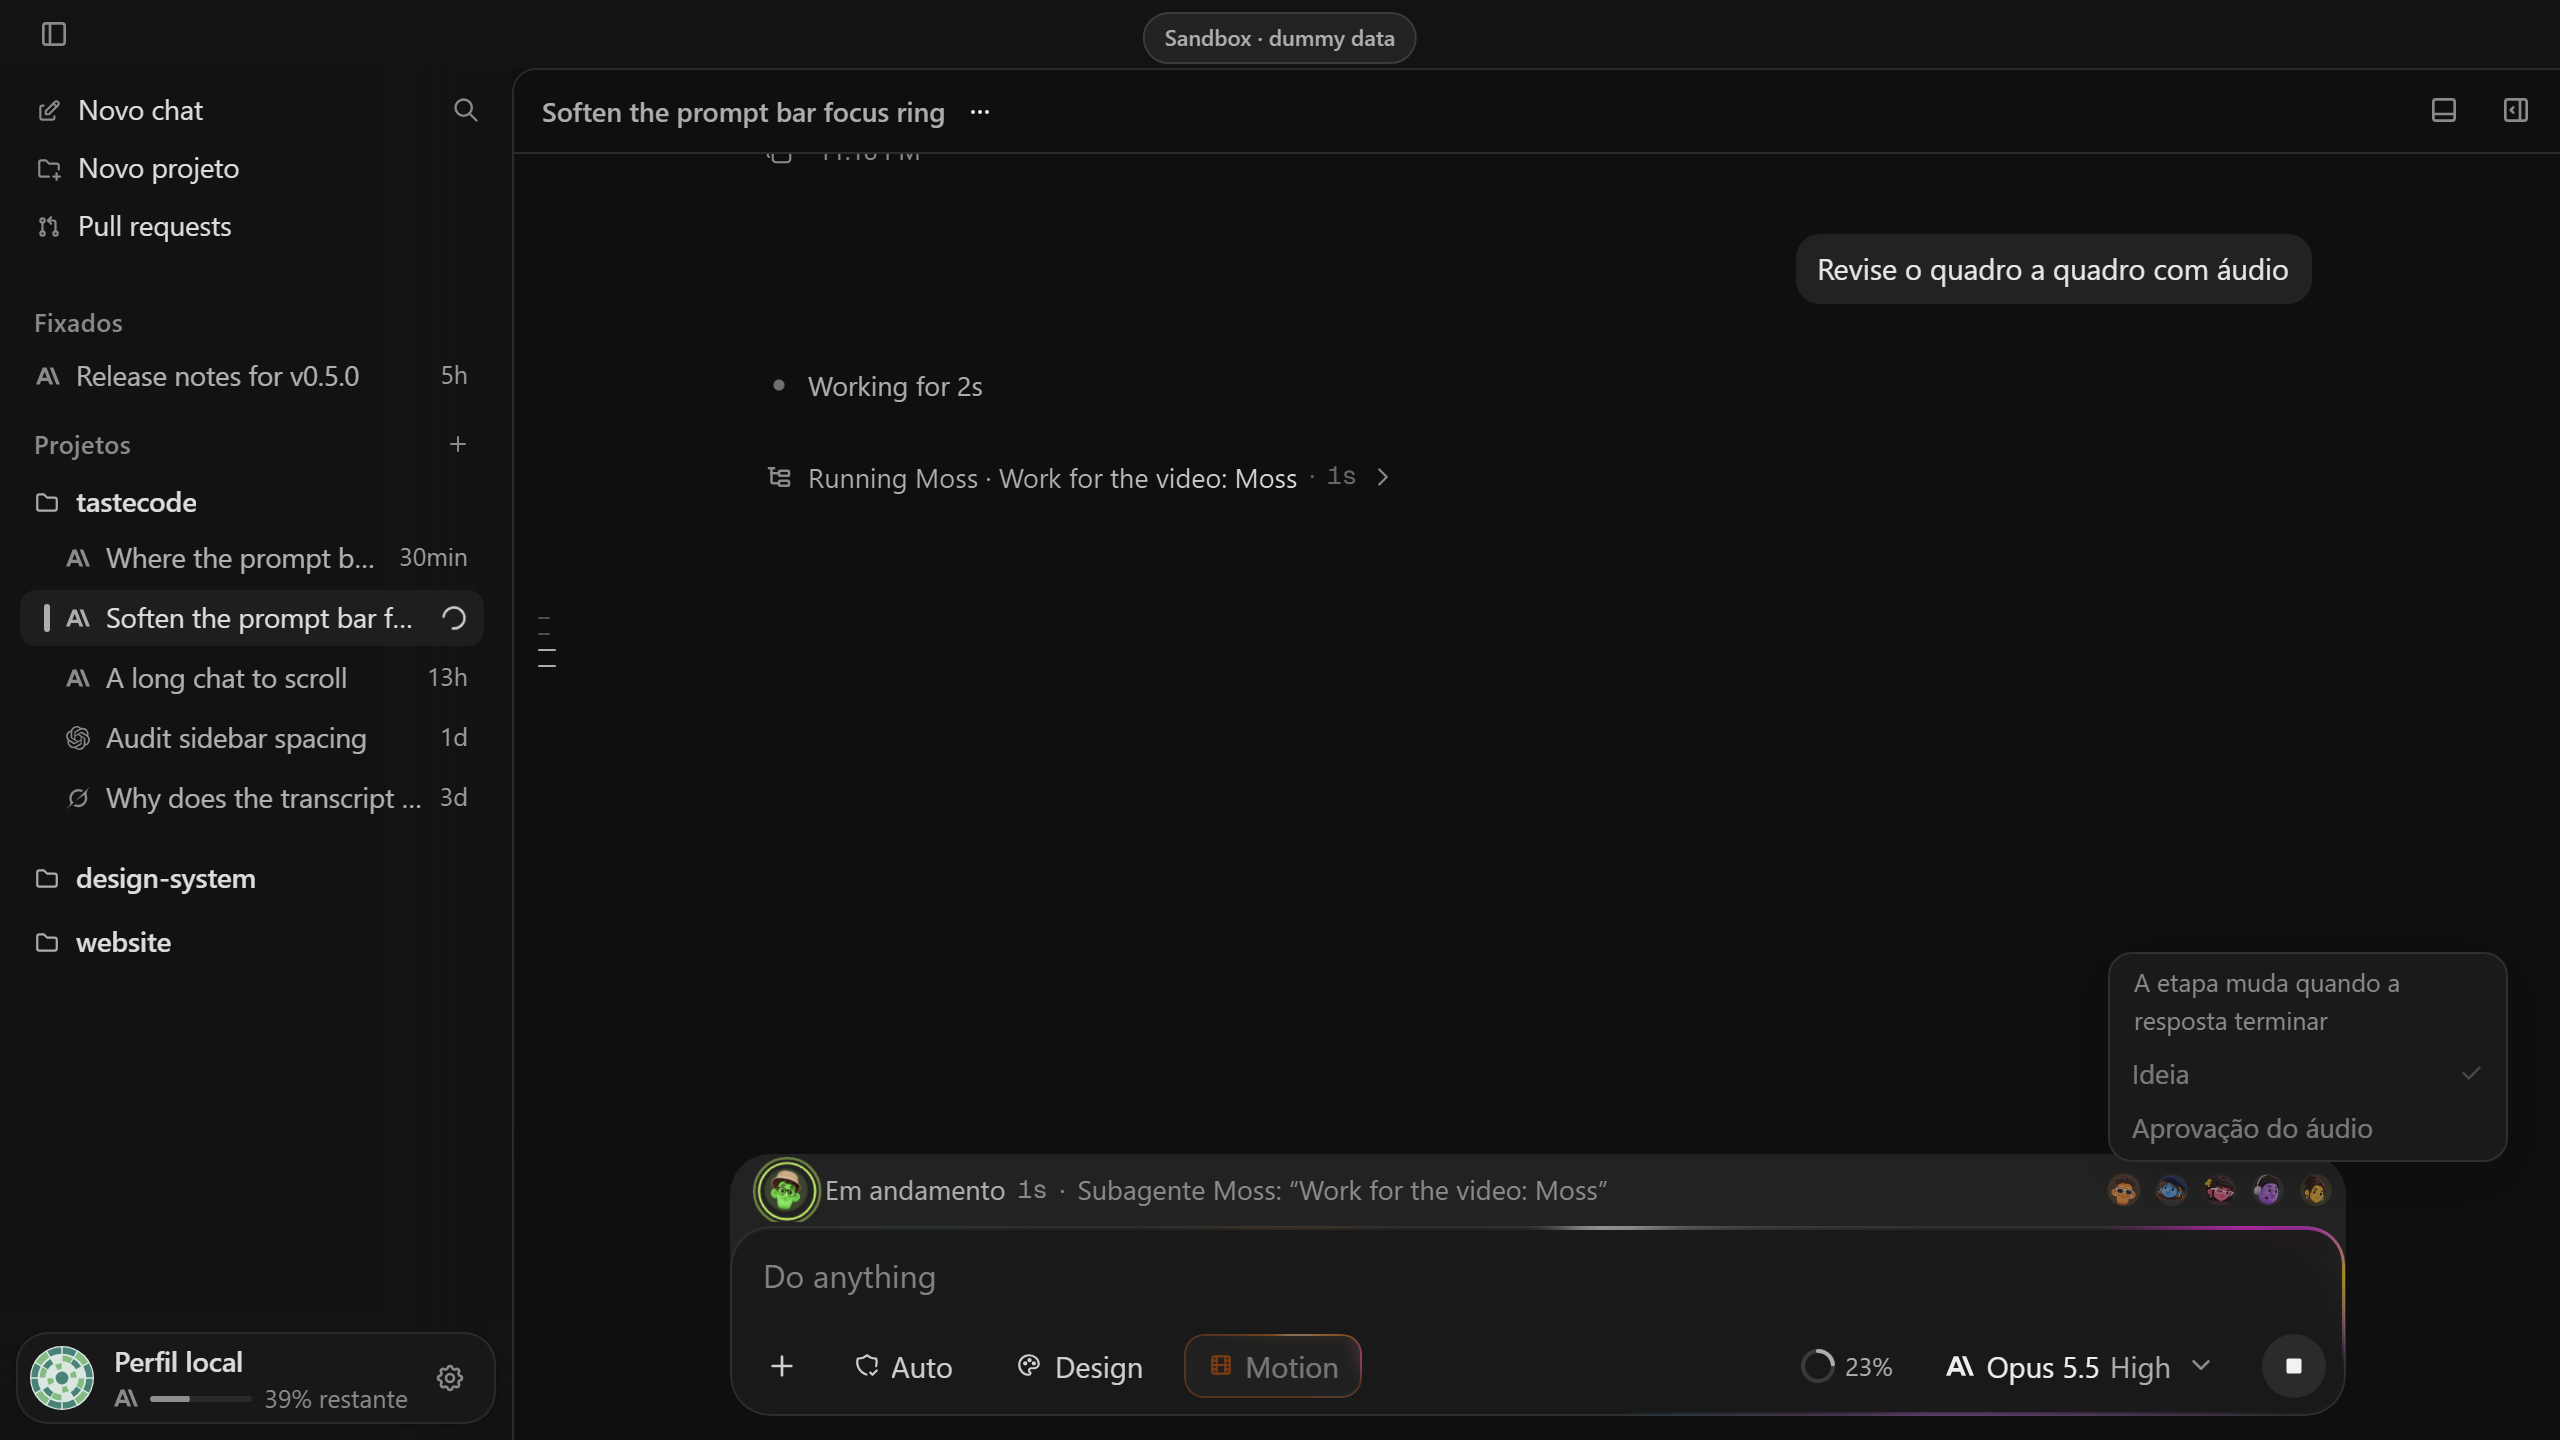 Sandbox · dummy data
Novo chat
Novo projeto
Pull requests
Fixados
Release notes for v0.5.0 5h
Projetos
tastecode
Where the prompt b... 30min
Soften the prompt bar f...
A long chat to scroll 13h
Audit sidebar spacing 1d
Why does the transcript ... 3d
design-system
website
Perfil local
39% restante
Soften the prompt bar focus ring
Revise o quadro a quadro com áudio
Working for 2s
Running Moss · Work for the video: Moss · 1s
A etapa muda quando a
resposta terminar
Ideia
Aprovação do áudio
Em andamento 1s · Subagente Moss: “Work for the video: Moss”
Do anything
Auto Design Motion 23% Opus 5.5 High